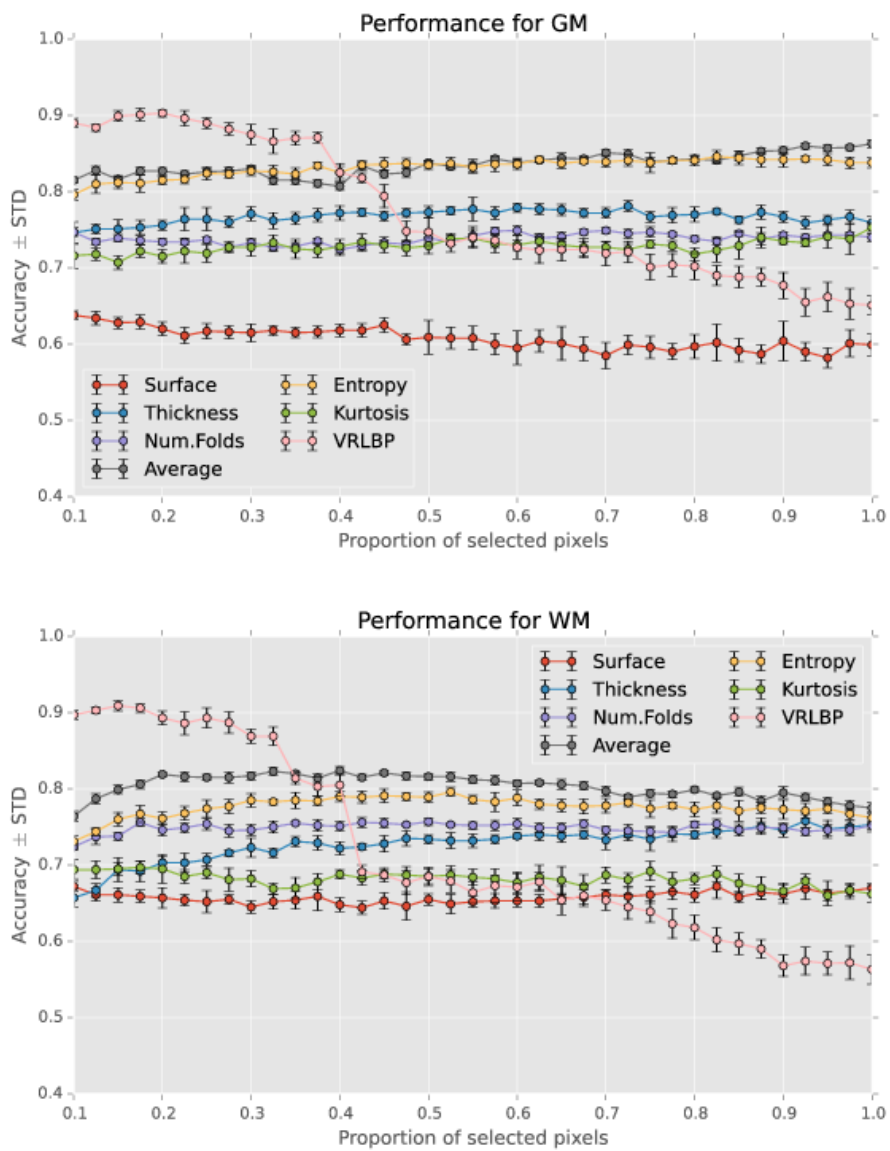 Performance for GM
1.0
0.9
0.8
0.7
0.6
0.5
0.4
Accuracy ± STD
Surface Entropy
Thickness Kurtosis
Num.Folds VRLBP
Average
0.1 0.2 0.3 0.4 0.5 0.6 0.7 0.8 0.9 1.0
Proportion of selected pixels
Performance for WM
1.0
0.9
0.8
0.7
0.6
0.5
0.4
Accuracy ± STD
Surface Entropy
Thickness Kurtosis
Num.Folds VRLBP
Average
0.1 0.2 0.3 0.4 0.5 0.6 0.7 0.8 0.9 1.0
Proportion of selected pixels